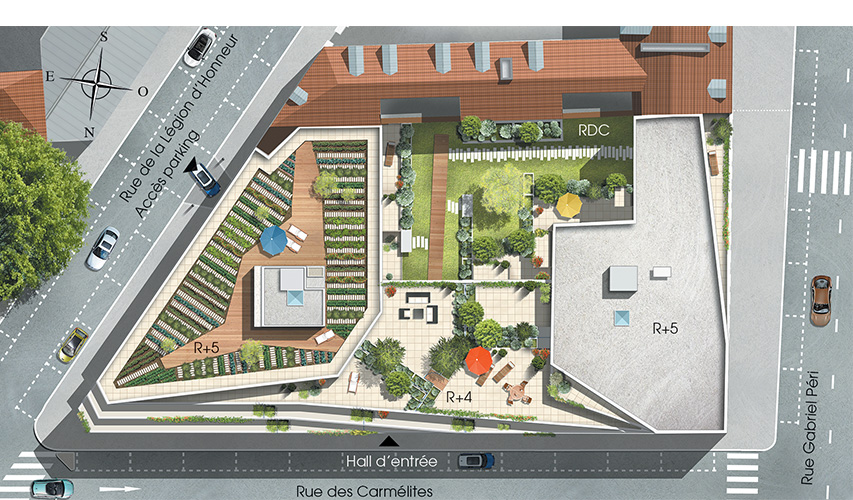 S
E
O
N
Rue de la Légion d'Honneur
Accès parking
RDC
R+5
R+5
R+4
Rue Gabriel Péri
Hall d'entrée
Rue des Carmélites